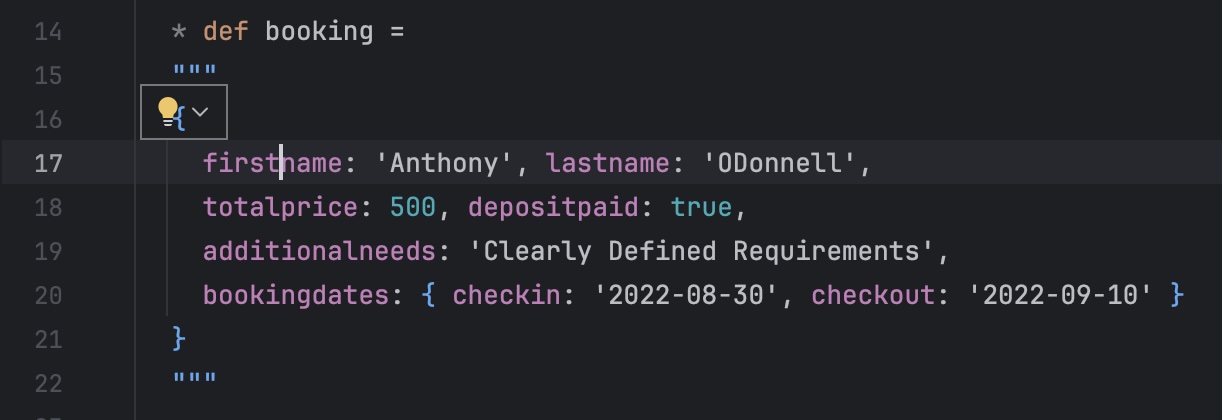 14 * def booking =
15 """
16 {
17 firstname: 'Anthony', lastname: 'ODonnell',
18 totalprice: 500, depositpaid: true,
19 additionalneeds: 'Clearly Defined Requirements',
20 bookingdates: { checkin: '2022-08-30', checkout: '2022-09-10' }
21 }
22 """